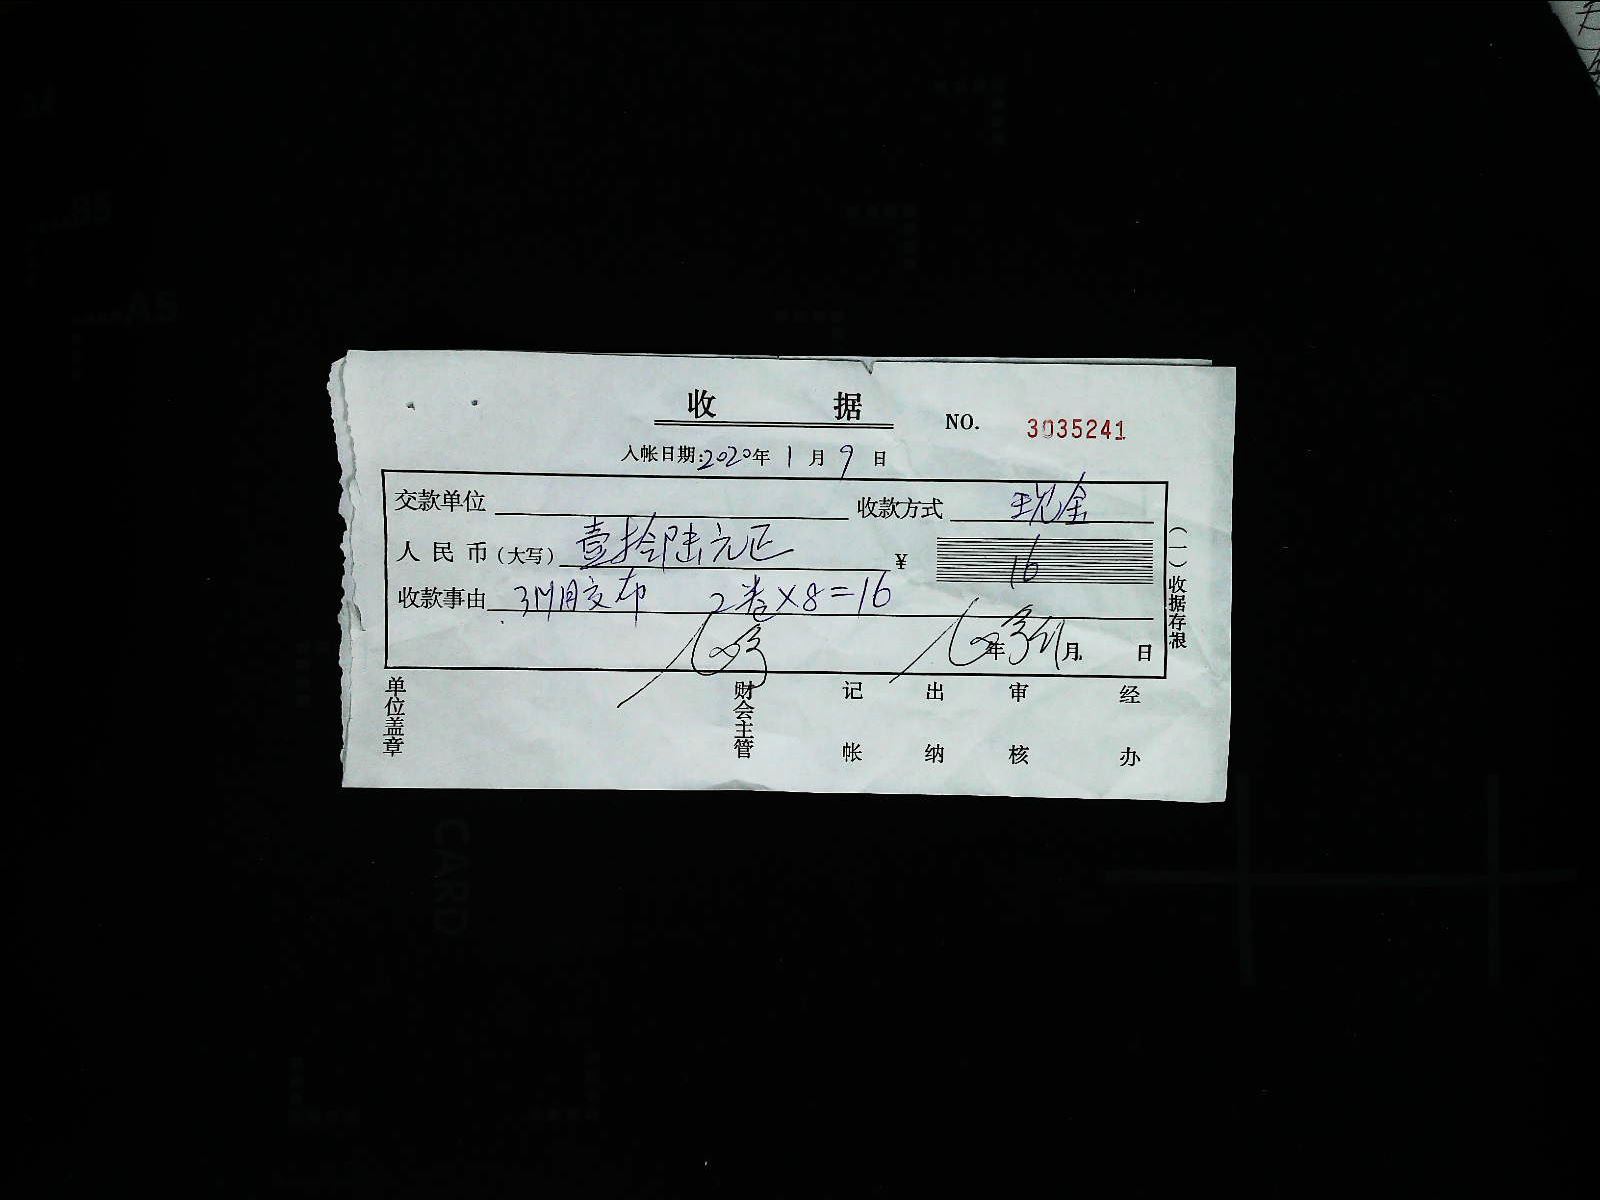 收 据
NO. 3035241
入帐日期:2020年 1 月 9 日
交款单位 收款方式 现金
人民币(大写) 壹拾陆元正 ¥ 16
收款事由 布 2卷×8=16
年 月 日
(一)收据存根
单位盖章 财会主管 记帐 出纳 审核 经办